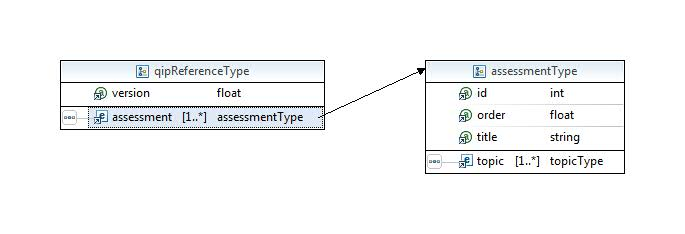 qipReferenceType
version float
assessment [1..*] assessmentType
assessmentType
id int
order float
title string
topic [1..*] topicType